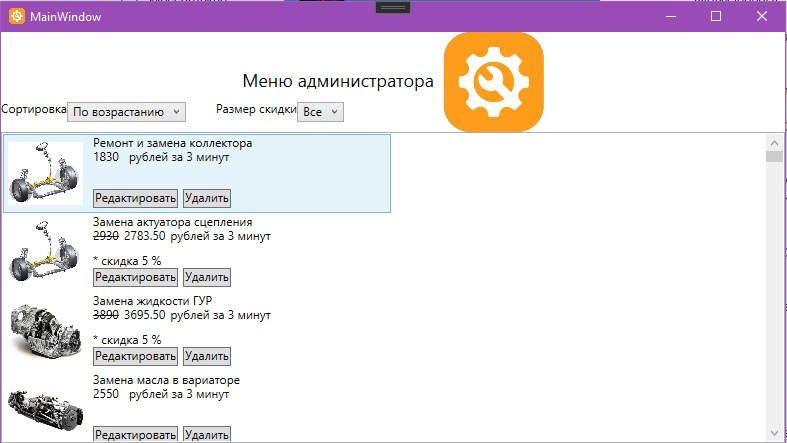 MainWindow
Меню администратора
Сортировка По возрастанию Размер скидки Все
Ремонт и замена коллектора
1830 рублей за 3 минут
Редактировать Удалить
Замена актуатора сцепления
2930 2783.50 рублей за 3 минут
* скидка 5 %
Редактировать Удалить
Замена жидкости ГУР
3890 3695.50 рублей за 3 минут
* скидка 5 %
Редактировать Удалить
Замена масла в вариаторе
2550 рублей за 3 минут
Редактировать Удалить